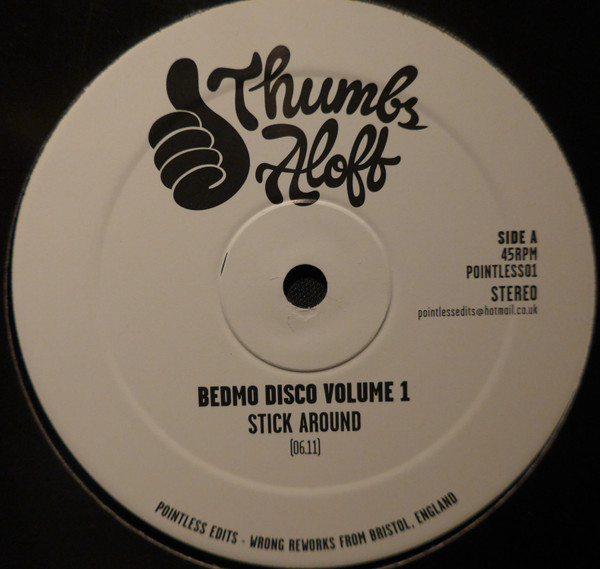 Thumbs
Aloft
SIDE A
45RPM
POINTLESS01
STEREO
pointlessedits@hotmail.co.uk
BEDMO DISCO VOLUME 1
STICK AROUND
(06.11)
POINTLESS EDITS - WRONG REWORKS FROM BRISTOL, ENGLAND